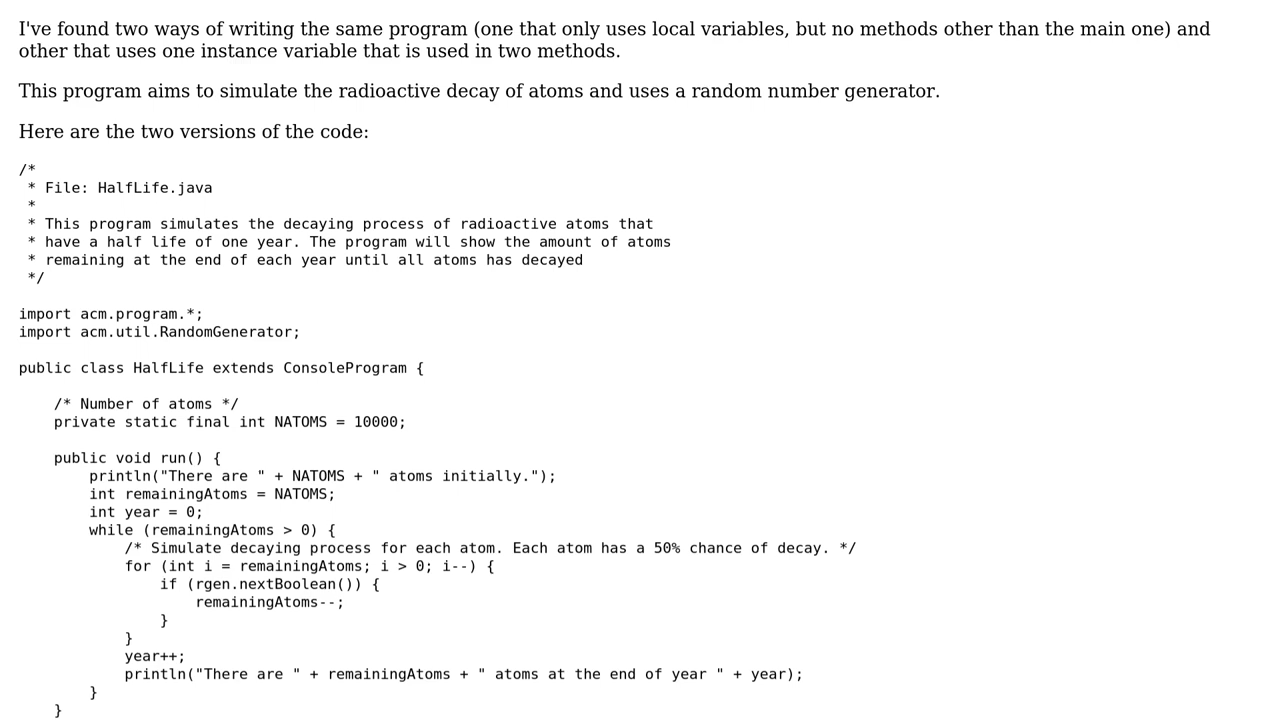 I've found two ways of writing the same program (one that only uses local variables, but no methods other than the main one) and
other that uses one instance variable that is used in two methods.
This program aims to simulate the radioactive decay of atoms and uses a random number generator.
Here are the two versions of the code:
/*
 * File: HalfLife.java
 *
 * This program simulates the decaying process of radioactive atoms that
 * have a half life of one year. The program will show the amount of atoms
 * remaining at the end of each year until all atoms has decayed
 */
import acm.program.*;
import acm.util.RandomGenerator;
public class HalfLife extends ConsoleProgram {
    /* Number of atoms */
    private static final int NATOMS = 10000;
    public void run() {
        println("There are " + NATOMS + " atoms initially.");
        int remainingAtoms = NATOMS;
        int year = 0;
        while (remainingAtoms > 0) {
            /* Simulate decaying process for each atom. Each atom has a 50% chance of decay. */
            for (int i = remainingAtoms; i > 0; i--) {
                if (rgen.nextBoolean()) {
                    remainingAtoms--;
                }
            }
            year++;
            println("There are " + remainingAtoms + " atoms at the end of year " + year);
        }
    }